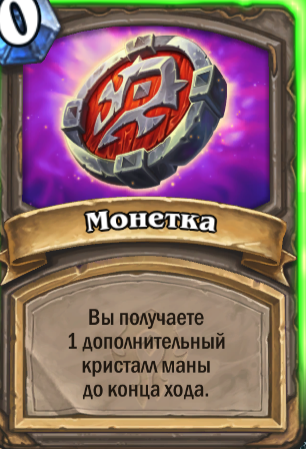 0
Монетка
Вы получаете
1 дополнительный
кристалл маны
до конца хода.